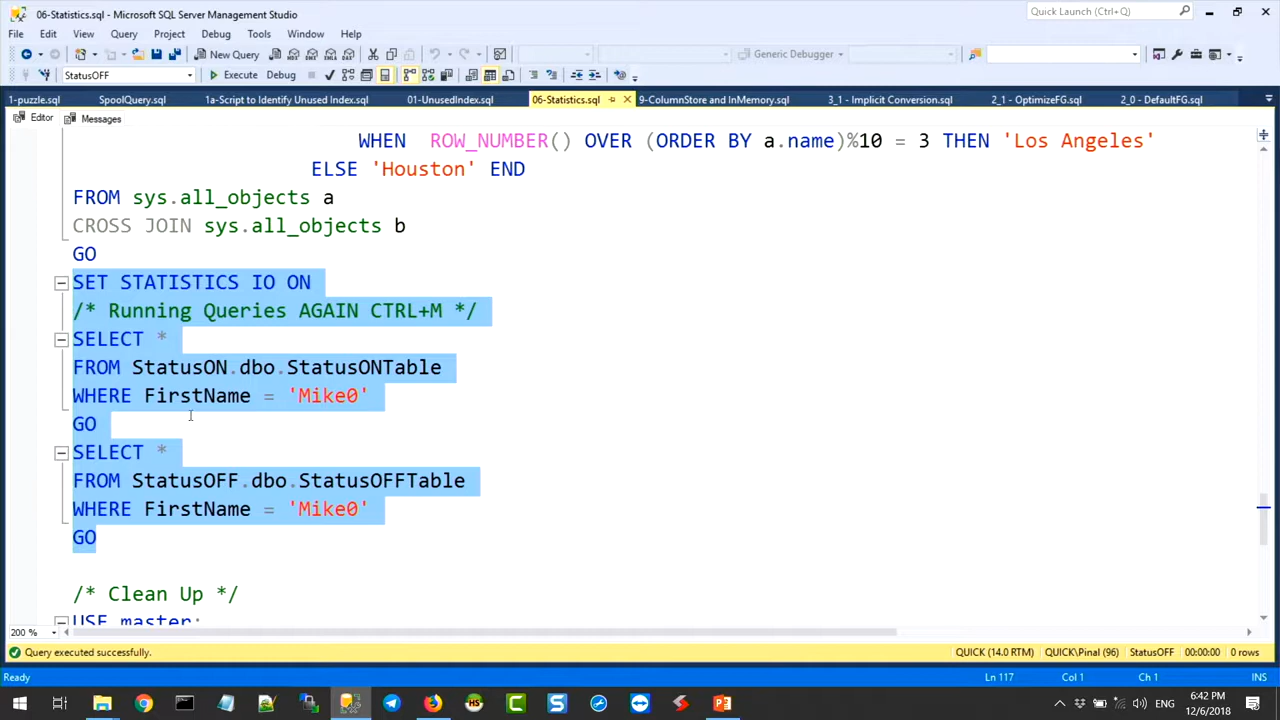 06-Statistics.sql - Microsoft SQL Server Management Studio
Quick Launch (Ctrl+Q)
File Edit View Query Project Debug Tools Window Help
New Query
Generic Debugger
StatusOFF
Execute Debug
1-puzzle.sql SpoolQuery.sql 1a-Script to Identify Unused Index.sql 01-UnusedIndex.sql 06-Statistics.sql 9-ColumnStore and InMemory.sql 3_1 - Implicit Conversion.sql 2_1 - OptimizeFG.sql 2_0 - DefaultFG.sql
Editor Messages
WHEN ROW_NUMBER() OVER (ORDER BY a.name)%10 = 3 THEN 'Los Angeles'
ELSE 'Houston' END
FROM sys.all_objects a
CROSS JOIN sys.all_objects b
GO
SET STATISTICS IO ON
/* Running Queries AGAIN CTRL+M */
SELECT *
FROM StatusON.dbo.StatusONTable
WHERE FirstName = 'Mike0'
GO
SELECT *
FROM StatusOFF.dbo.StatusOFFTable
WHERE FirstName = 'Mike0'
GO
/* Clean Up */
USE master;
200 %
Query executed successfully. QUICK (14.0 RTM) QUICK\Pinal (96) StatusOFF 00:00:00 0 rows
Ready Ln 117 Col 1 Ch 1 INS
ENG 6:42 PM
12/6/2018